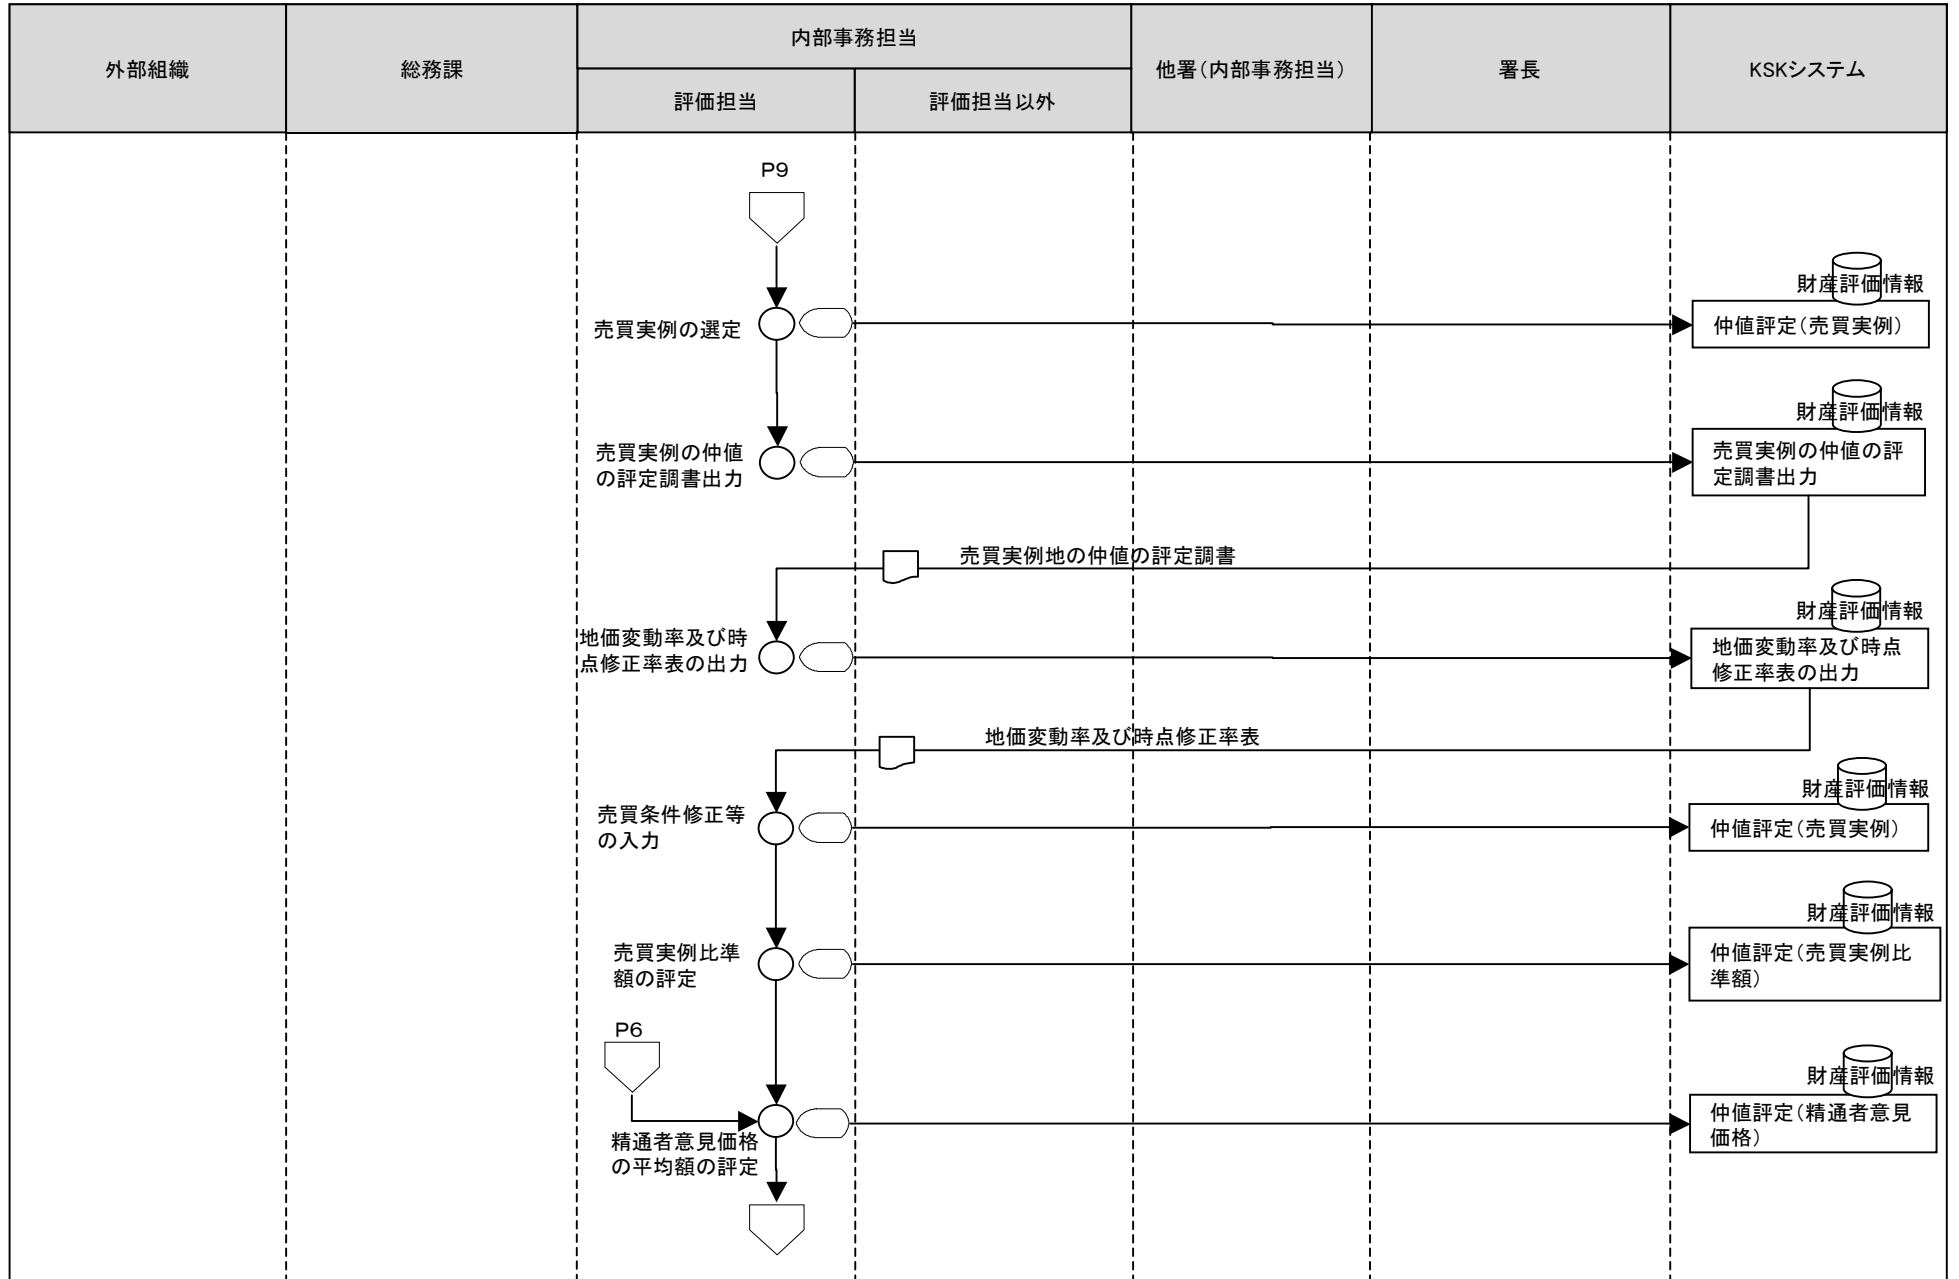 外部組織
総務課
内部事務担当
評価担当
評価担当以外
他署(内部事務担当)
署長
KSKシステム
P9
財産評価情報
売買実例の選定
仲値評定(売買実例)
財産評価情報
売買実例の仲値
の評定調書出力
売買実例の仲値の評
定調書出力
売買実例地の仲値の評定調書
財産評価情報
地価変動率及び時
点修正率表の出力
地価変動率及び時点
修正率表の出力
地価変動率及び時点修正率表
財産評価情報
売買条件修正等
の入力
仲値評定(売買実例)
財産評価情報
売買実例比準
額の評定
仲値評定(売買実例比
準額)
P6
財産評価情報
精通者意見価格
の平均額の評定
仲値評定(精通者意見
価格)